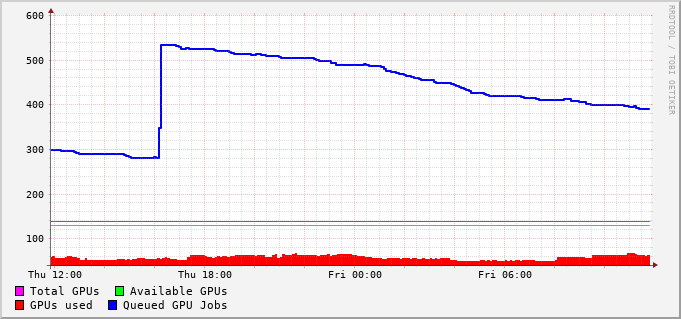 600
500
400
300
200
100
Thu 12:00 Thu 18:00 Fri 00:00 Fri 06:00
Total GPUs Available GPUs
GPUs used Queued GPU Jobs
RRDTOOL / TOBI OETIKER